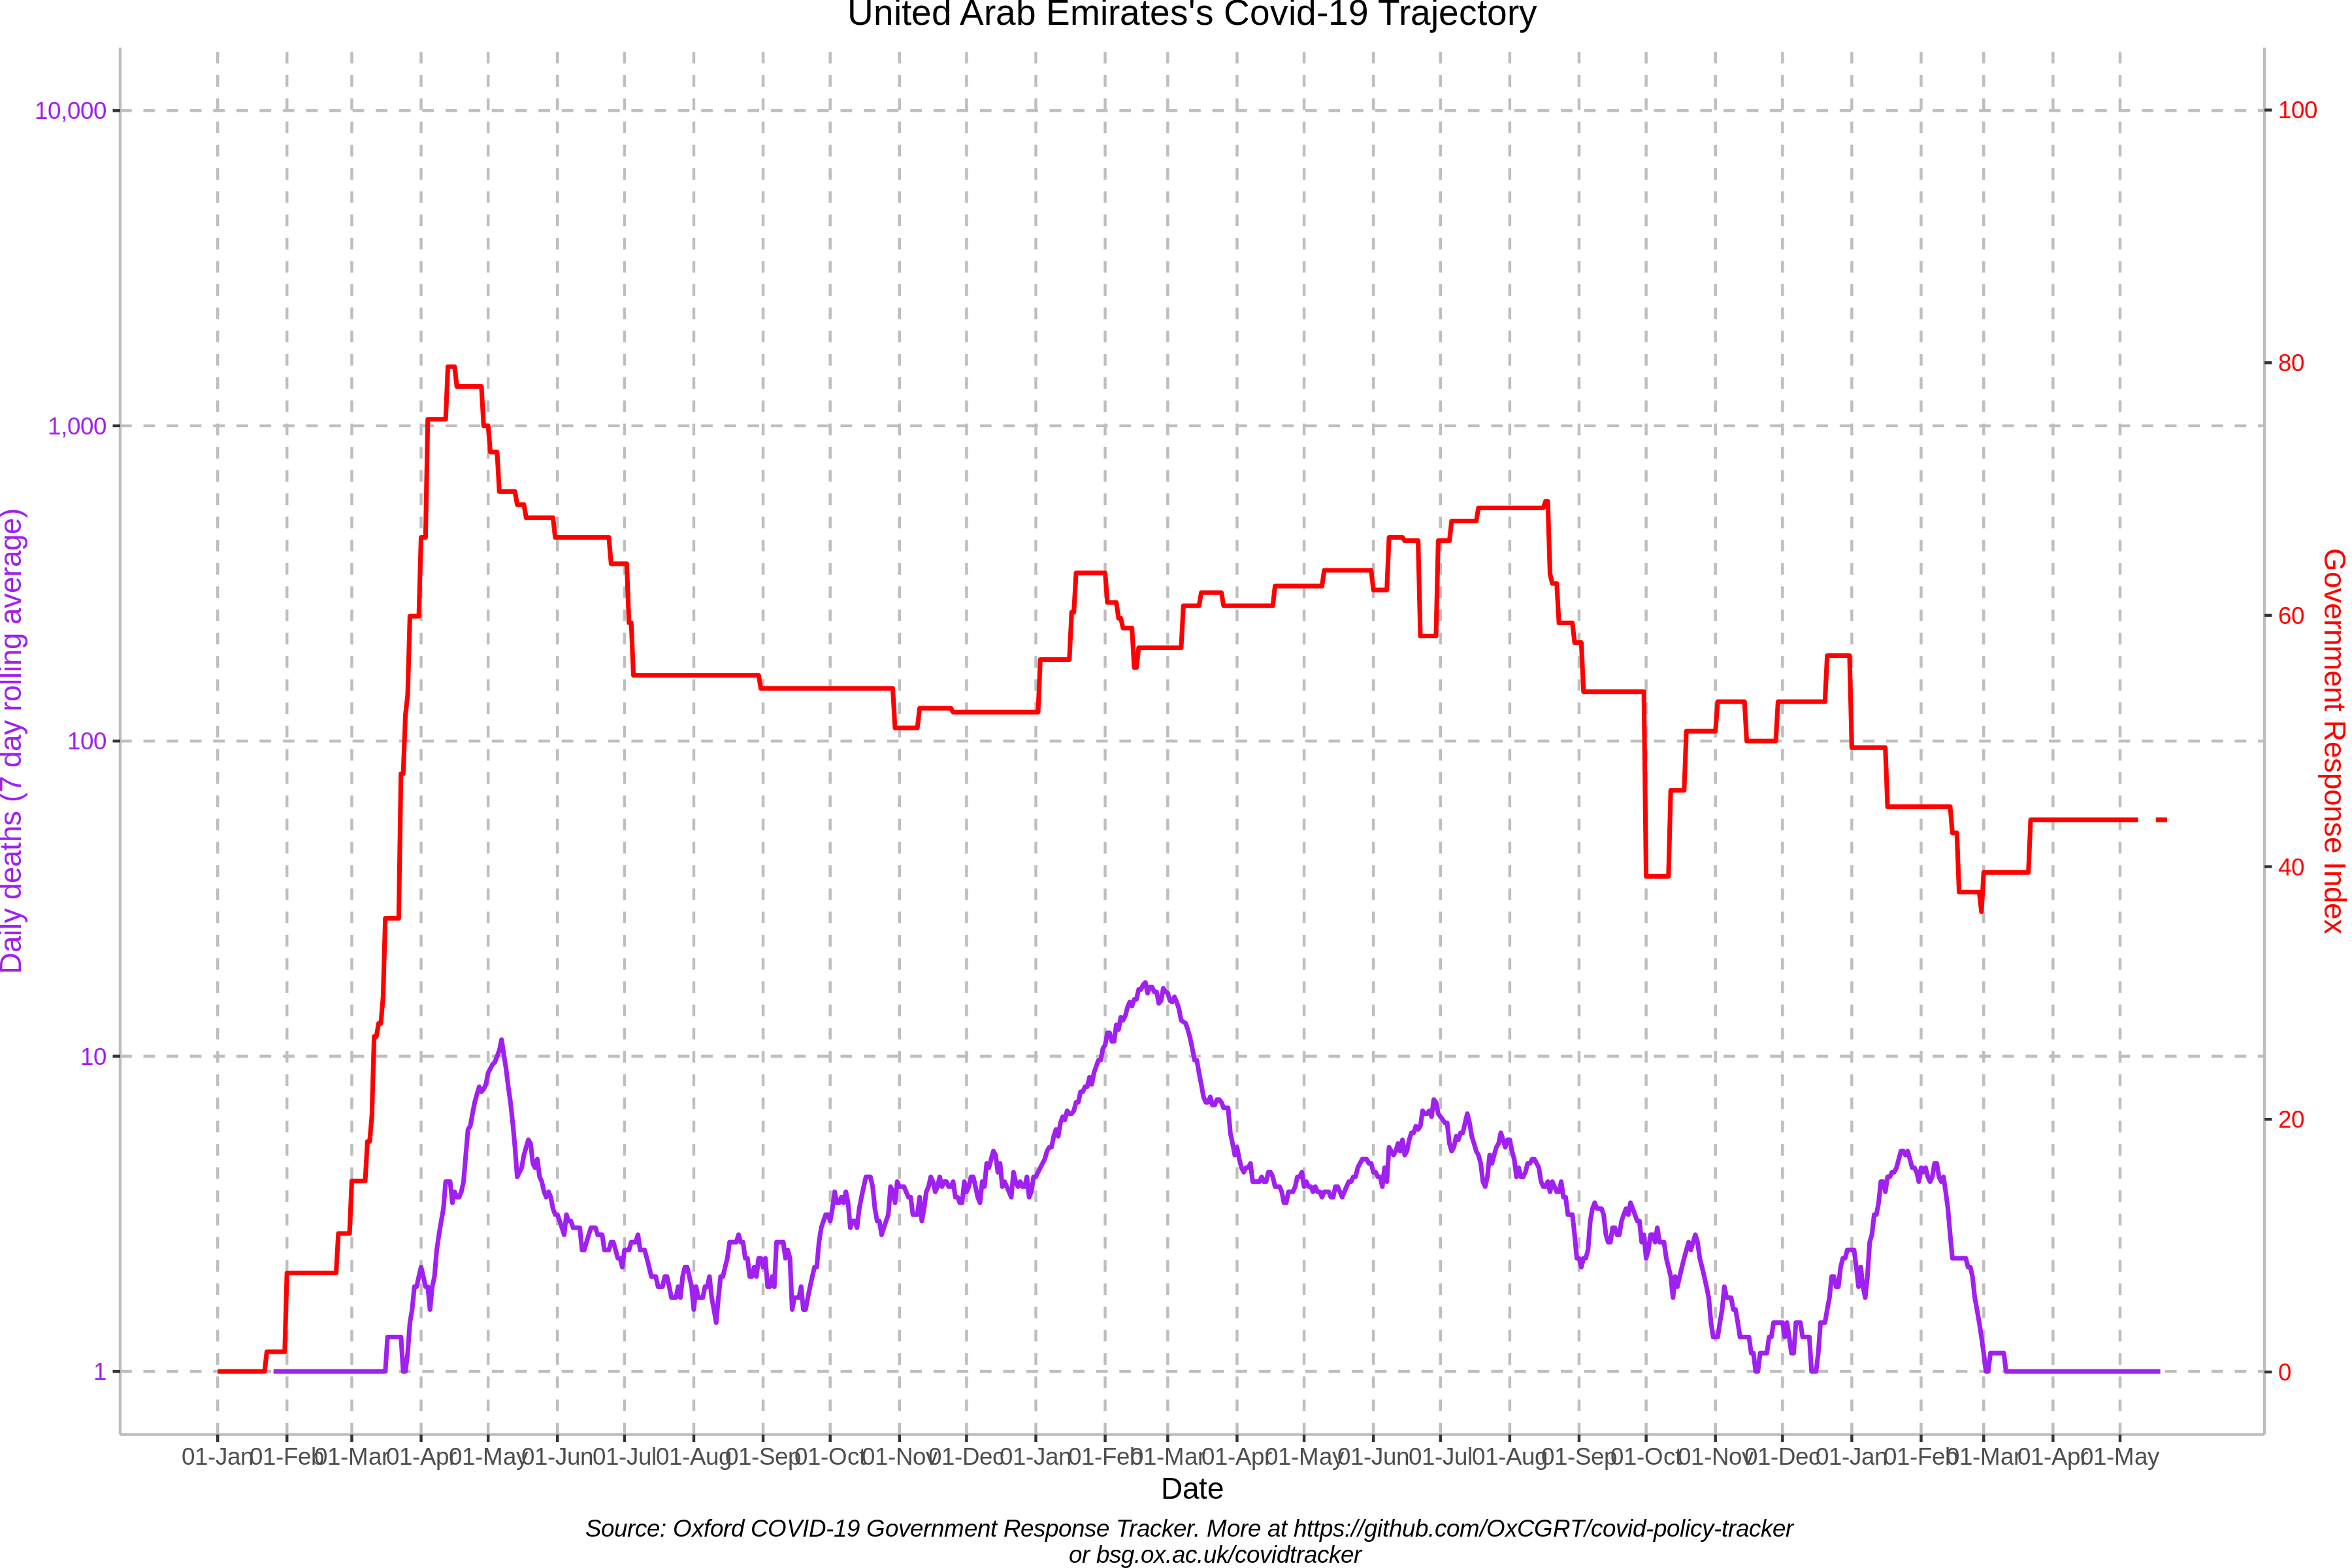 United Arab Emirates's Covid-19 Trajectory
10,000
1,000
100
10
1
Daily deaths (7 day rolling average)
100
80
60
40
20
0
Government Response Index
01-Jan 01-Feb 01-Mar 01-Apr 01-May 01-Jun 01-Jul 01-Aug 01-Sep 01-Oct 01-Nov 01-Dec 01-Jan 01-Feb 01-Mar 01-Apr 01-May 01-Jun 01-Jul 01-Aug 01-Sep 01-Oct 01-Nov 01-Dec 01-Jan 01-Feb 01-Mar 01-Apr 01-May
Date
Source: Oxford COVID-19 Government Response Tracker. More at https://github.com/OxCGRT/covid-policy-tracker
or bsg.ox.ac.uk/covidtracker